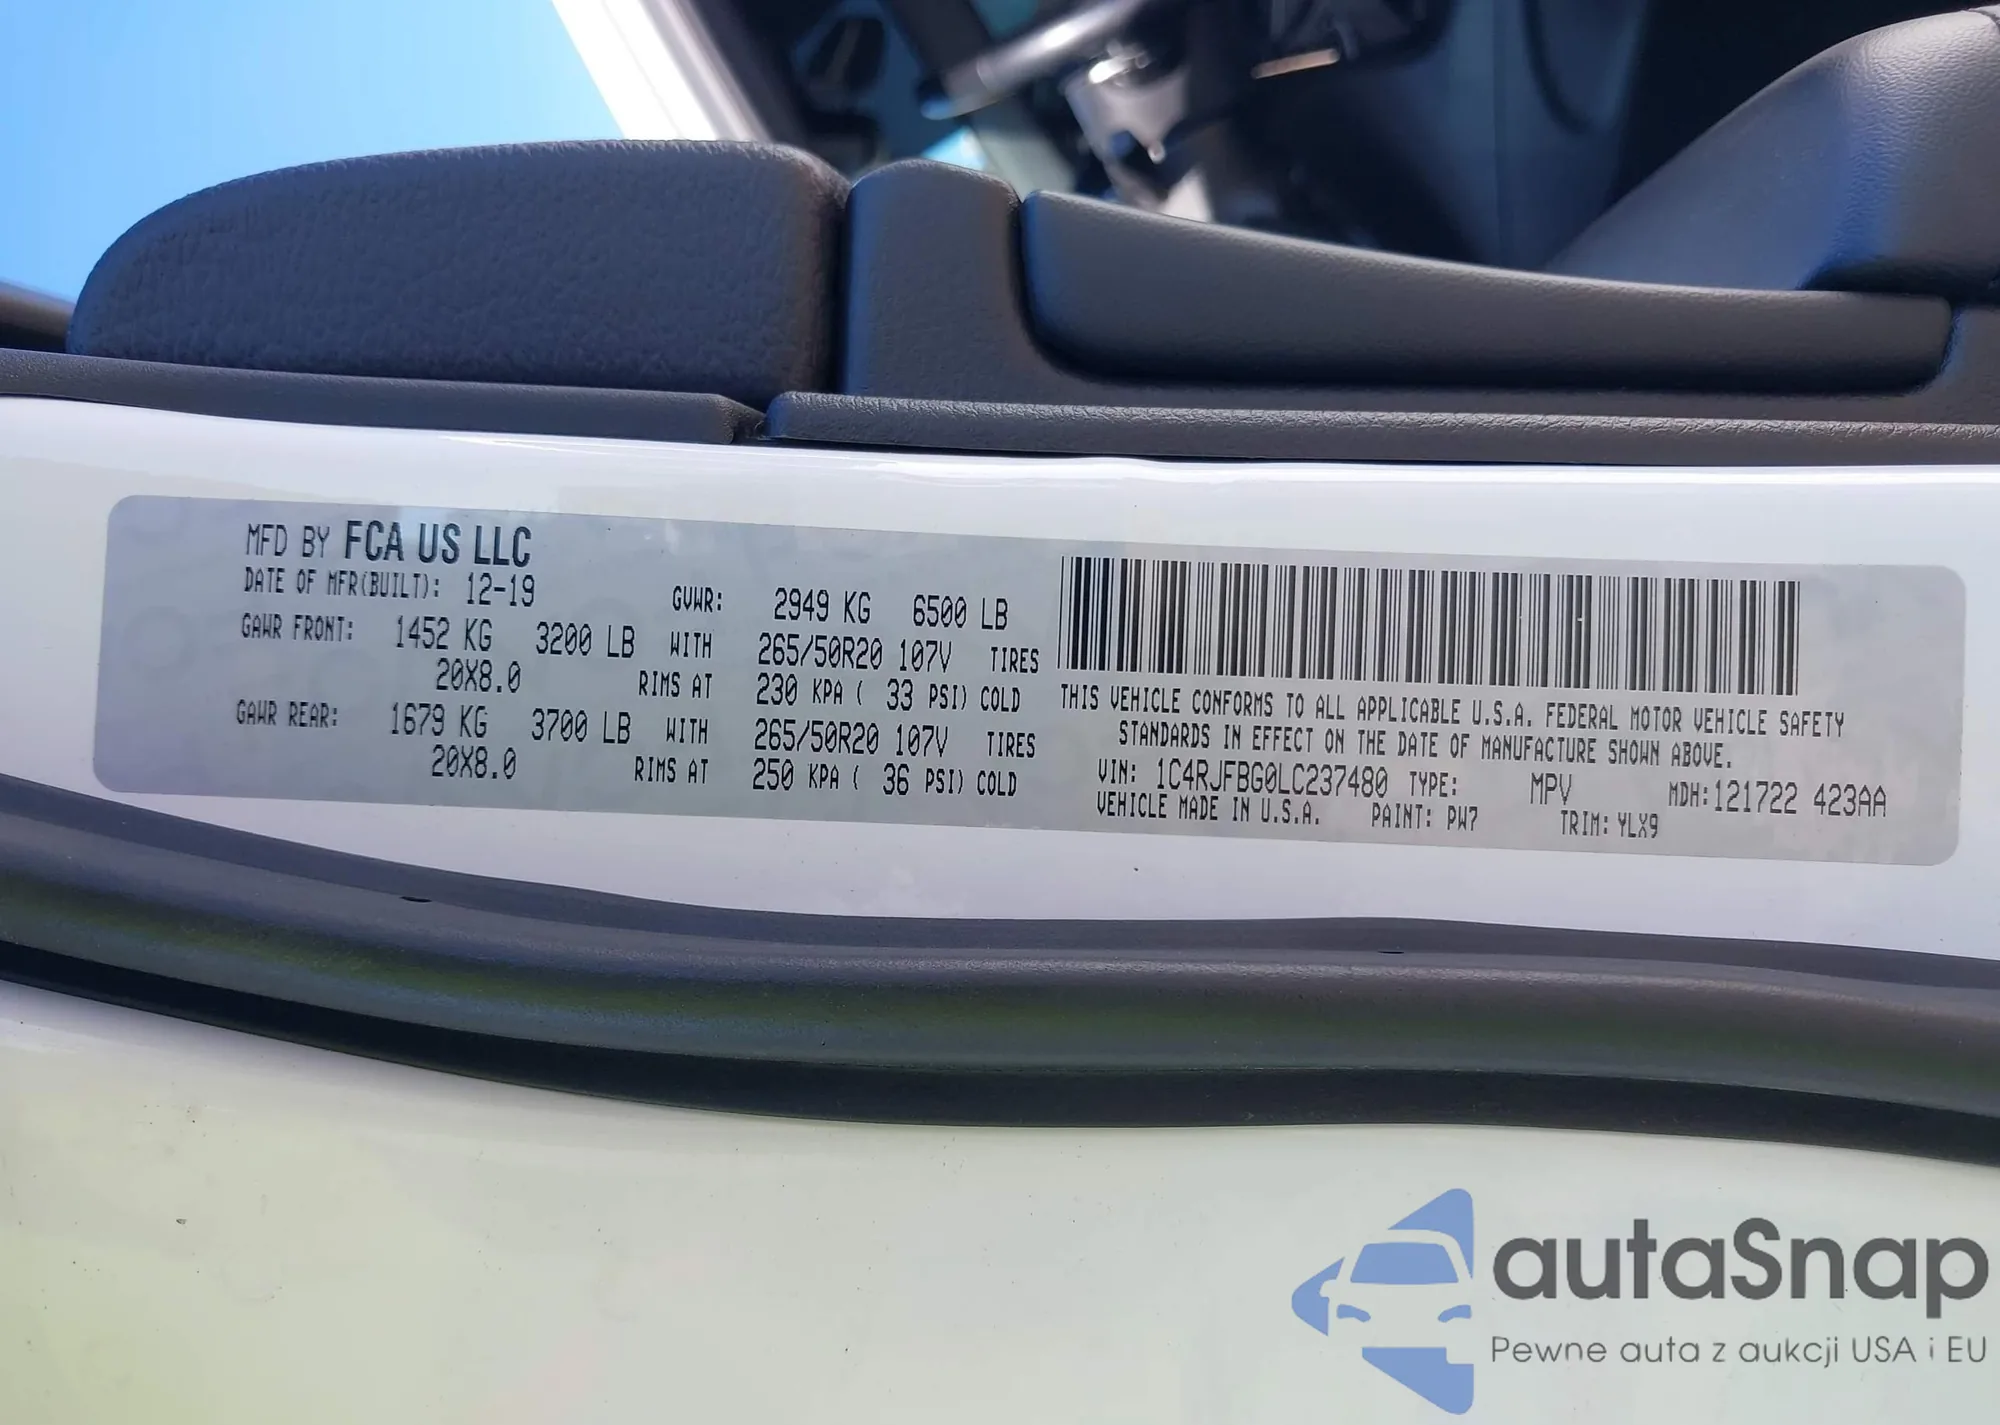 MFD BY FCA US LLC
DATE OF MFR(BUILT): 12-19 GVWR: 2949 KG 6500 LB
GAWR FRONT: 1452 KG 3200 LB WITH 265/50R20 107V TIRES
20X8.0 RIMS AT 230 KPA ( 33 PSI) COLD
GAWR REAR: 1679 KG 3700 LB WITH 265/50R20 107V TIRES
20X8.0 RIMS AT 250 KPA ( 36 PSI) COLD
THIS VEHICLE CONFORMS TO ALL APPLICABLE U.S.A. FEDERAL MOTOR VEHICLE SAFETY
STANDARDS IN EFFECT ON THE DATE OF MANUFACTURE SHOWN ABOVE.
VIN: 1C4RJFBG0LC237480 TYPE: MPV MDH:121722 423AA
VEHICLE MADE IN U.S.A. PAINT: PW7 TRIM: YLX9
autaSnap
Pewne auta z aukcji USA i EU